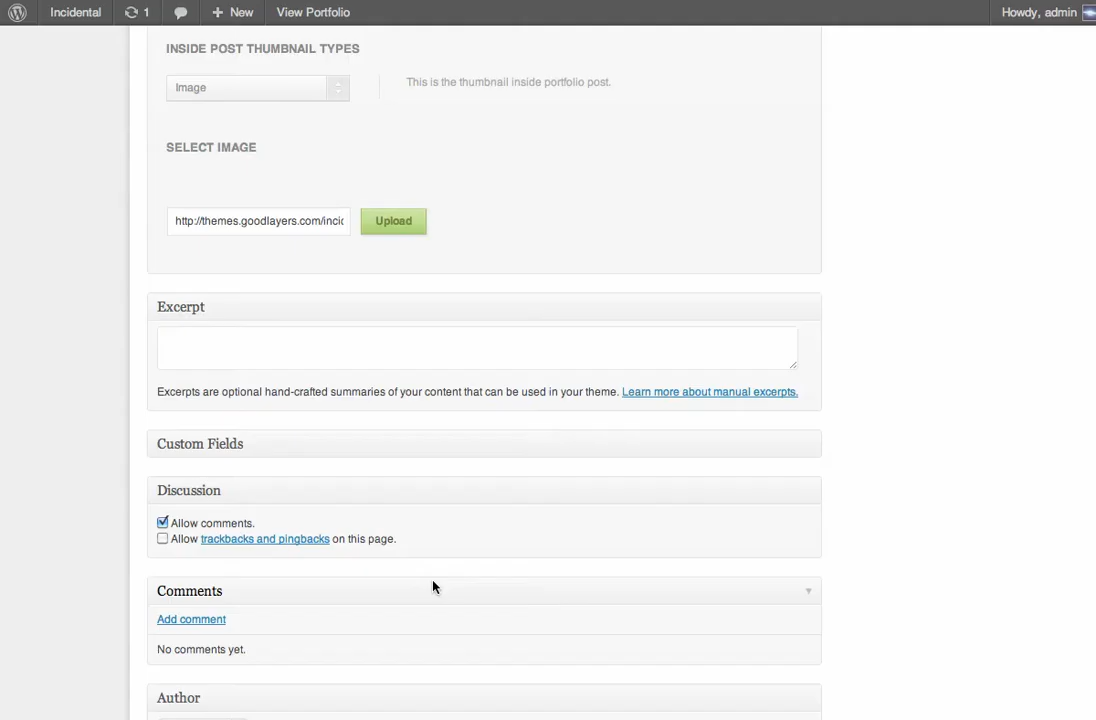 Incidental 1 + New View Portfolio Howdy, admin
INSIDE POST THUMBNAIL TYPES
Image This is the thumbnail inside portfolio post.
SELECT IMAGE
http://themes.goodlayers.com/incic Upload
Excerpt
Excerpts are optional hand-crafted summaries of your content that can be used in your theme. Learn more about manual excerpts.
Custom Fields
Discussion
Allow comments.
Allow trackbacks and pingbacks on this page.
Comments
Add comment
No comments yet.
Author